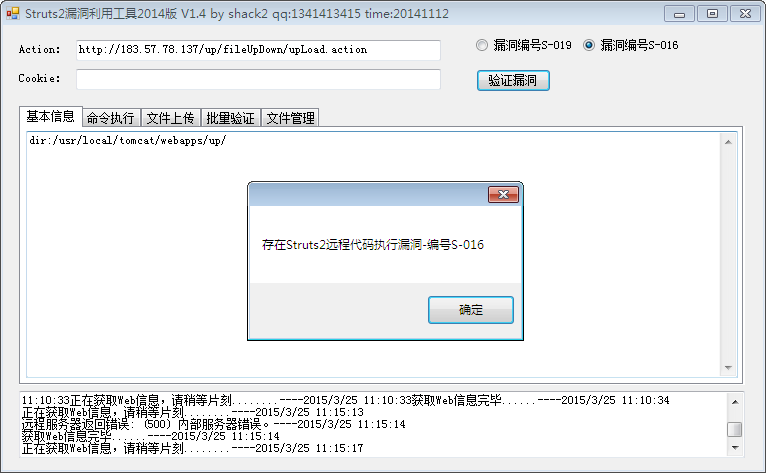 Struts2漏洞利用工具2014版 V1.4 by shack2 qq:1341413415 time:20141112
Action: http://183.57.78.137/up/fileUpDown/upLoad.action
漏洞编号S-019 漏洞编号S-016
Cookie:
验证漏洞
基本信息 命令执行 文件上传 批量验证 文件管理
dir:/usr/local/tomcat/webapps/up/
存在Struts2远程代码执行漏洞-编号S-016
确定
11:10:33正在获取Web信息，请稍等片刻........----2015/3/25 11:10:33获取Web信息完毕......----2015/3/25 11:10:34
正在获取Web信息，请稍等片刻........----2015/3/25 11:15:13
远程服务器返回错误: (500) 内部服务器错误。----2015/3/25 11:15:14
获取Web信息完毕......----2015/3/25 11:15:14
正在获取Web信息，请稍等片刻........----2015/3/25 11:15:17